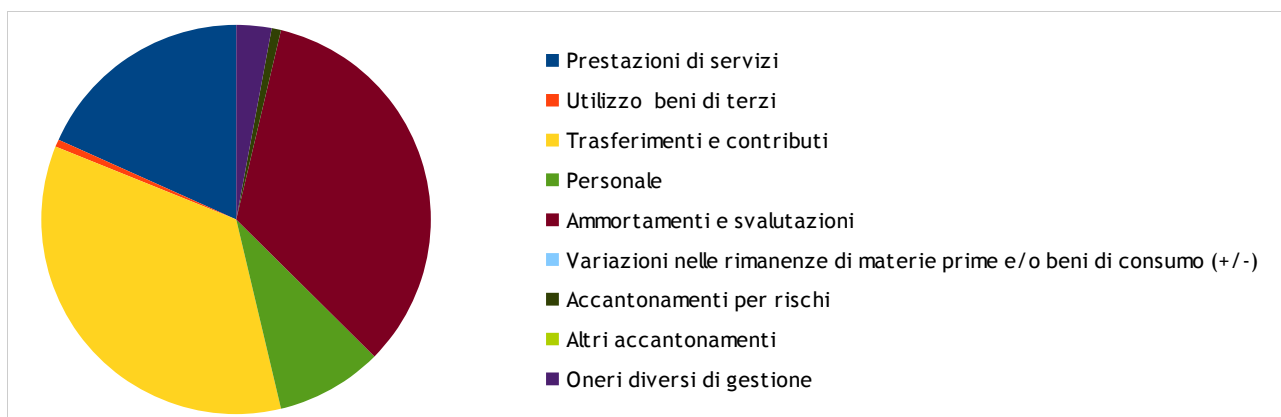 Prestazioni di servizi
Utilizzo beni di terzi
Trasferimenti e contributi
Personale
Ammortamenti e svalutazioni
Variazioni nelle rimanenze di materie prime e/o beni di consumo (+/-)
Accantonamenti per rischi
Altri accantonamenti
Oneri diversi di gestione